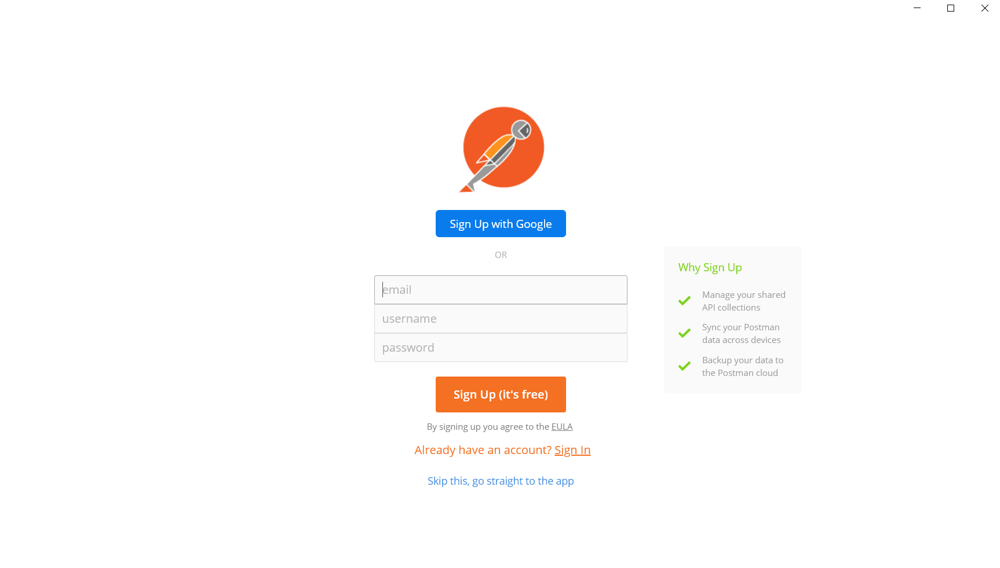 Sign Up with Google
OR
email
username
password
Sign Up (it's free)
By signing up you agree to the EULA
Already have an account? Sign In
Skip this, go straight to the app
Why Sign Up
Manage your shared
API collections
Sync your Postman
data across devices
Backup your data to
the Postman cloud